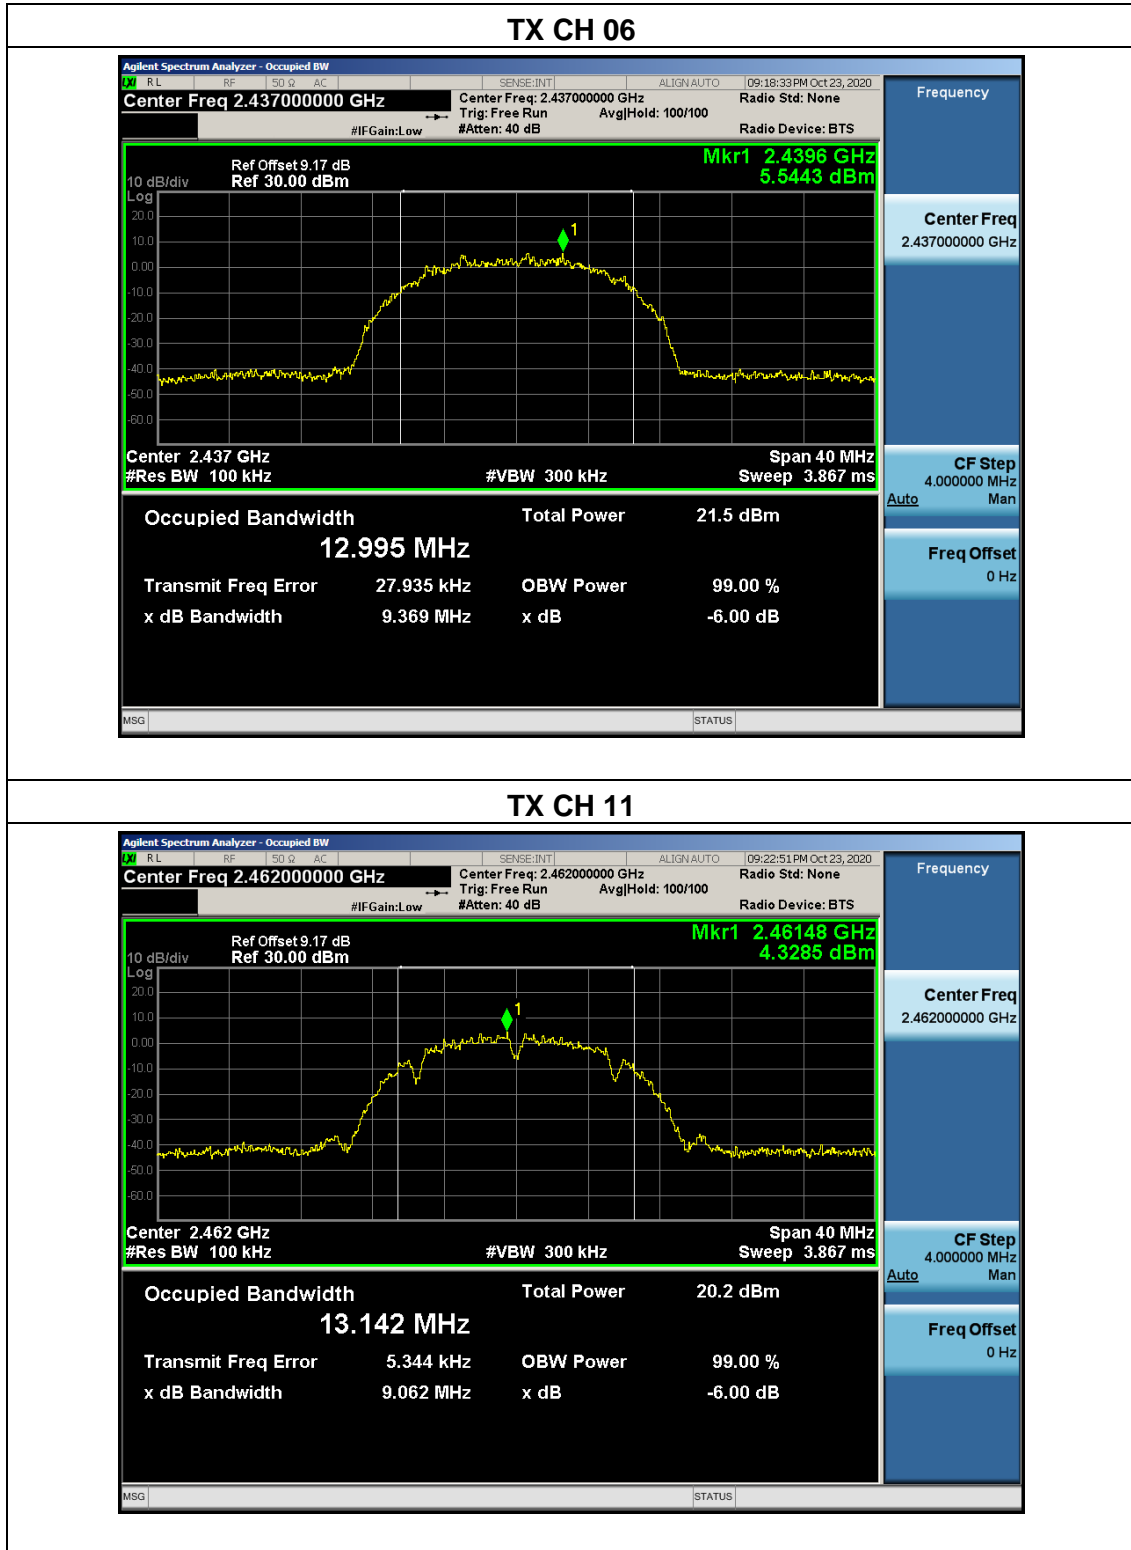 TX CH 06
Agilent Spectrum Analyzer - Occupied BW
LXI RL RF 50 Ω AC SENSE:INT ALIGN AUTO 09:18:33 PM Oct 23, 2020
Center Freq 2.437000000 GHz Center Freq: 2.437000000 GHz Radio Std: None
Trig: Free Run Avg|Hold: 100/100
#IFGain:Low #Atten: 40 dB Radio Device: BTS
Frequency
Mkr1 2.4396 GHz
5.5443 dBm
Ref Offset 9.17 dB
10 dB/div Ref 30.00 dBm
Log
20.0
10.0
0.00
-10.0
-20.0
-30.0
-40.0
-50.0
-60.0
1
Center Freq
2.437000000 GHz
Center 2.437 GHz Span 40 MHz
#Res BW 100 kHz #VBW 300 kHz Sweep 3.867 ms
CF Step
4.000000 MHz
Auto Man
Occupied Bandwidth Total Power 21.5 dBm
12.995 MHz
Transmit Freq Error 27.935 kHz OBW Power 99.00 %
x dB Bandwidth 9.369 MHz x dB -6.00 dB
Freq Offset
0 Hz
MSG STATUS
TX CH 11
Agilent Spectrum Analyzer - Occupied BW
LXI RL RF 50 Ω AC SENSE:INT ALIGN AUTO 09:22:51 PM Oct 23, 2020
Center Freq 2.462000000 GHz Center Freq: 2.462000000 GHz Radio Std: None
Trig: Free Run Avg|Hold: 100/100
#IFGain:Low #Atten: 40 dB Radio Device: BTS
Frequency
Mkr1 2.46148 GHz
4.3285 dBm
Ref Offset 9.17 dB
10 dB/div Ref 30.00 dBm
Log
20.0
10.0
0.00
-10.0
-20.0
-30.0
-40.0
-50.0
-60.0
1
Center Freq
2.462000000 GHz
Center 2.462 GHz Span 40 MHz
#Res BW 100 kHz #VBW 300 kHz Sweep 3.867 ms
CF Step
4.000000 MHz
Auto Man
Occupied Bandwidth Total Power 20.2 dBm
13.142 MHz
Transmit Freq Error 5.344 kHz OBW Power 99.00 %
x dB Bandwidth 9.062 MHz x dB -6.00 dB
Freq Offset
0 Hz
MSG STATUS